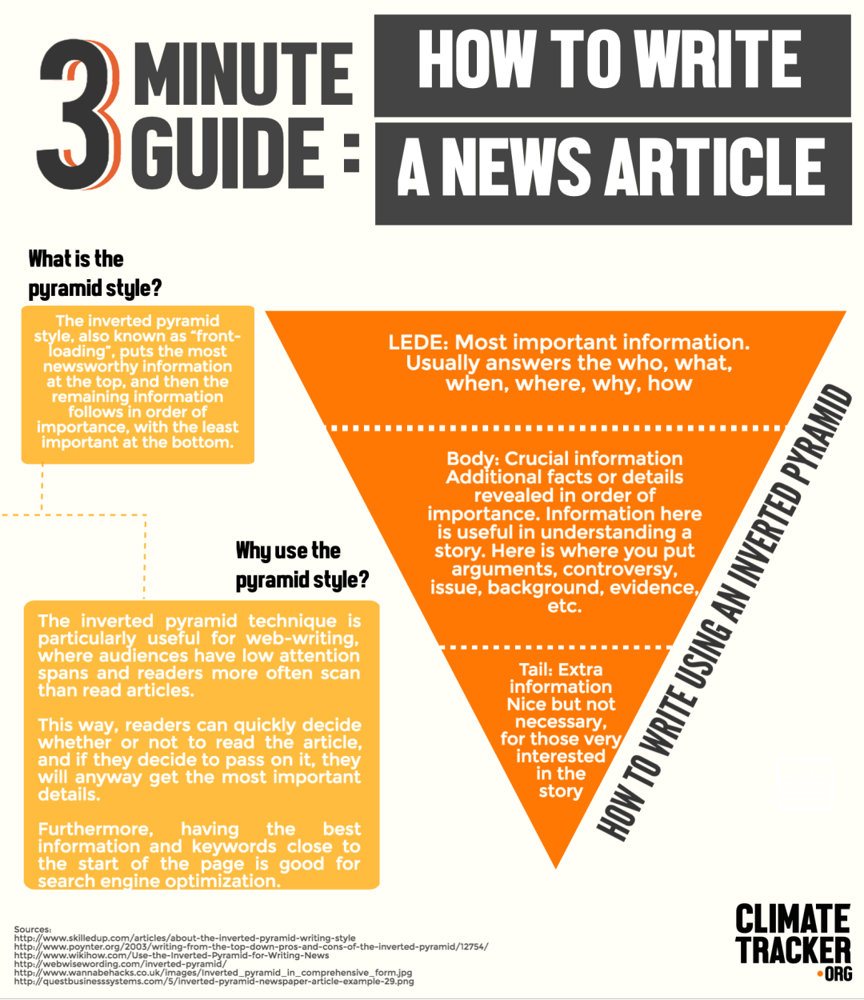 3 MINUTE
GUIDE :
HOW TO WRITE
A NEWS ARTICLE
What is the
pyramid style?
The inverted pyramid
style, also known as “front-
loading”, puts the most
newsworthy information
at the top, and then the
remaining information
follows in order of
importance, with the least
important at the bottom.
LEDE: Most important information.
Usually answers the who, what,
when, where, why, how
Body: Crucial information
Additional facts or details
revealed in order of
importance. Information here
is useful in understanding a
story. Here is where you put
arguments, controversy,
issue, background, evidence,
etc.
Tail: Extra
information
Nice but not
necessary,
for those very
interested
in the
story
HOW TO WRITE USING AN INVERTED PYRAMID
Why use the
pyramid style?
The inverted pyramid technique is
particularly useful for web-writing,
where audiences have low attention
spans and readers more often scan
than read articles.
This way, readers can quickly decide
whether or not to read the article,
and if they decide to pass on it, they
will anyway get the most important
details.
Furthermore, having the best
information and keywords close to
the start of the page is good for
search engine optimization.
Sources:
http://www.skilledup.com/articles/about-the-inverted-pyramid-writing-style
http://www.poynter.org/2003/writing-from-the-top-down-pros-and-cons-of-the-inverted-pyramid/12754/
http://www.wikihow.com/Use-the-Inverted-Pyramid-for-Writing-News
http://webwisewording.com/inverted-pyramid/
http://www.wannabehacks.co.uk/images/Inverted_pyramid_in_comprehensive_form.jpg
http://questbusinesssystems.com/5/inverted-pyramid-newspaper-article-example-29.png
CLIMATE
TRACKER
•ORG